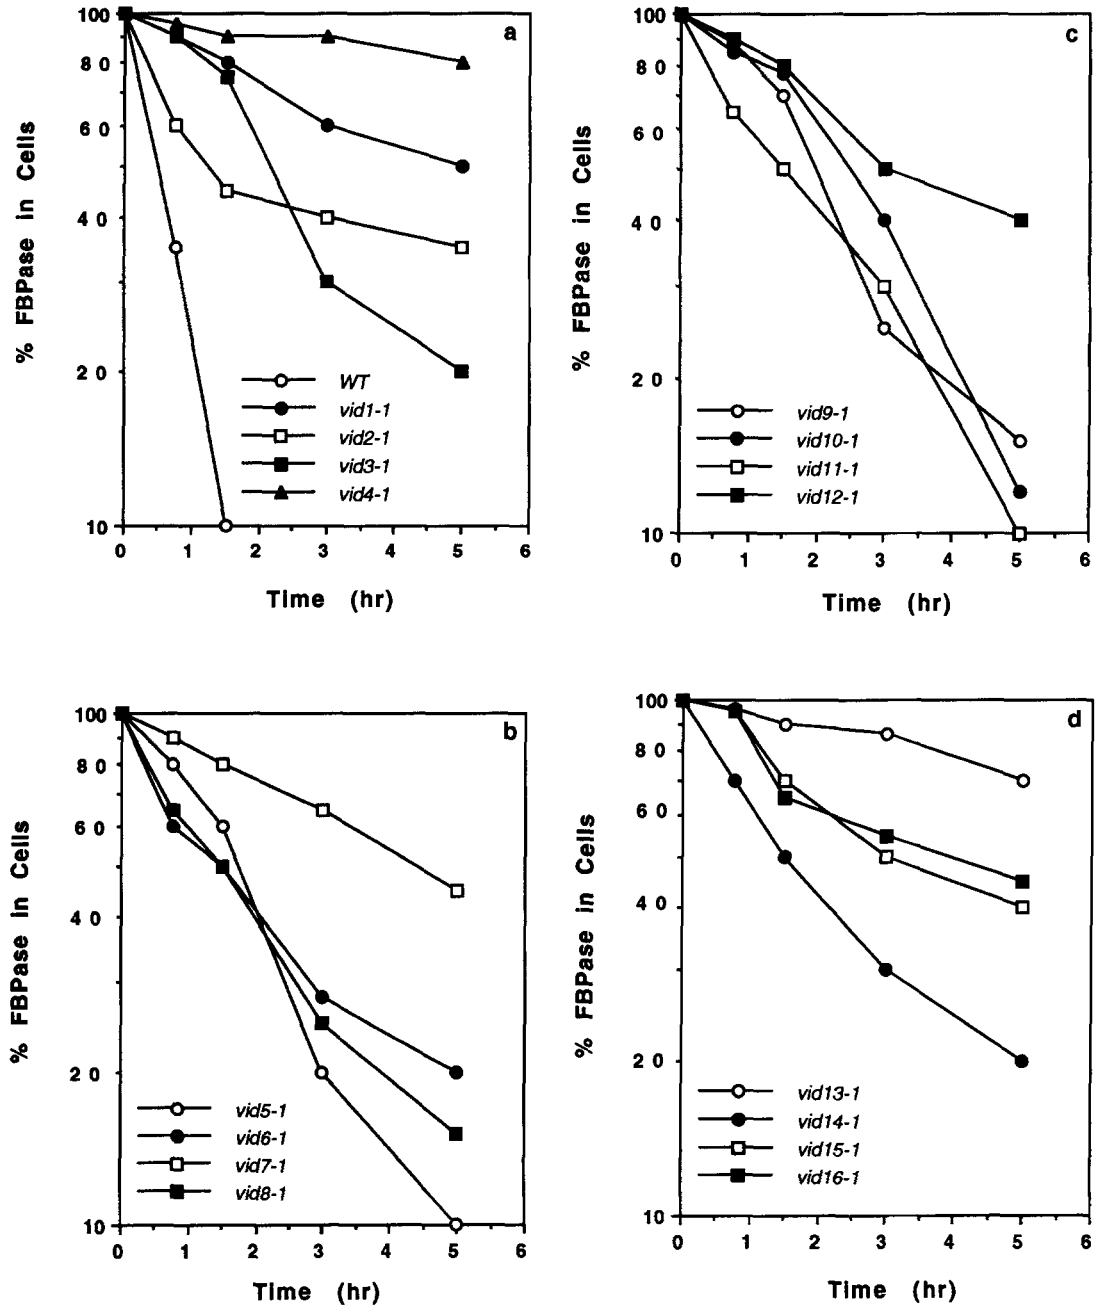 a
% FBPase in Cells
100
80
60
40
20
10
WT
vid1-1
vid2-1
vid3-1
vid4-1
0 1 2 3 4 5 6
Time (hr)
c
% FBPase in Cells
100
80
60
40
20
10
vid9-1
vid10-1
vid11-1
vid12-1
0 1 2 3 4 5 6
Time (hr)
b
% FBPase in Cells
100
80
60
40
20
10
vid5-1
vid6-1
vid7-1
vid8-1
0 1 2 3 4 5 6
Time (hr)
d
% FBPase in Cells
100
80
60
40
20
10
vid13-1
vid14-1
vid15-1
vid16-1
0 1 2 3 4 5 6
Time (hr)